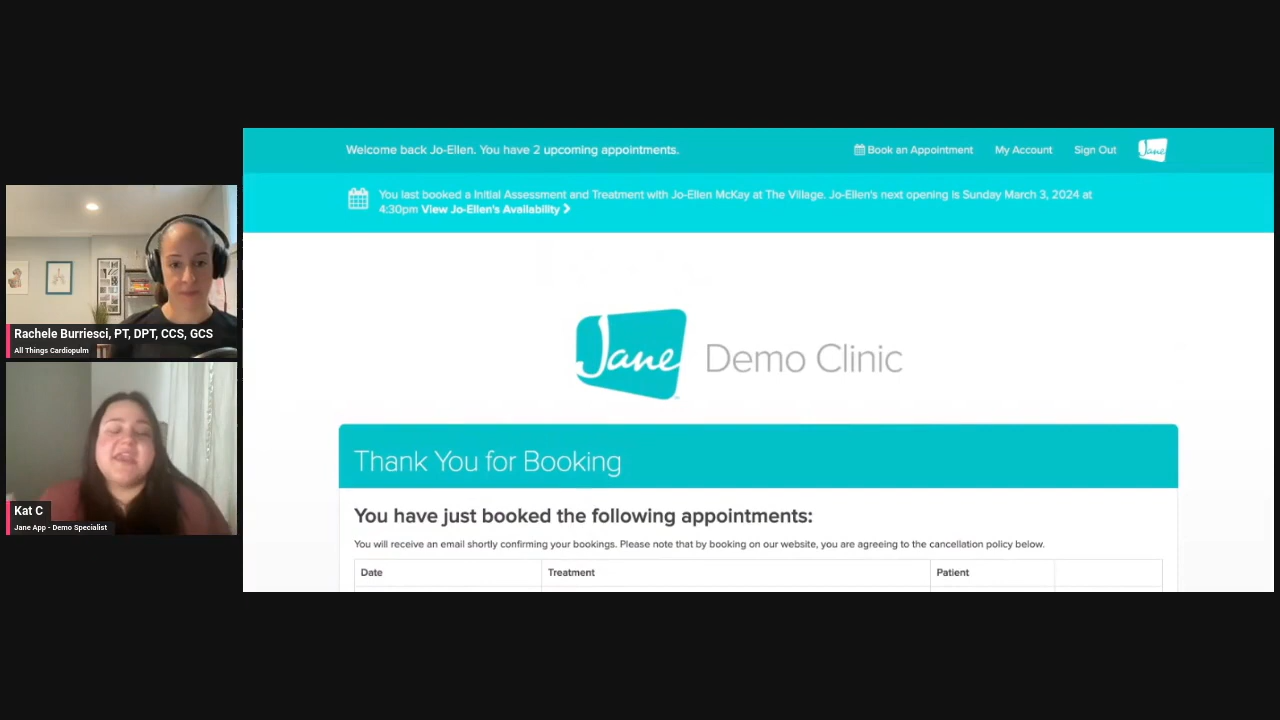 Welcome back Jo-Ellen. You have 2 upcoming appointments.
Book an Appointment
My Account
Sign Out
Jane
You last booked a Initial Assessment and Treatment with Jo-Ellen McKay at The Village. Jo-Ellen's next opening is Sunday March 3, 2024 at
4:30pm View Jo-Ellen's Availability
Rachele Burriesci, PT, DPT, CCS, GCS
All Things Cardiopulm
Kat C
Jane App - Demo Specialist
Jane Demo Clinic
Thank You for Booking
You have just booked the following appointments:
You will receive an email shortly confirming your bookings. Please note that by booking on our website, you are agreeing to the cancellation policy below.
Date
Treatment
Patient